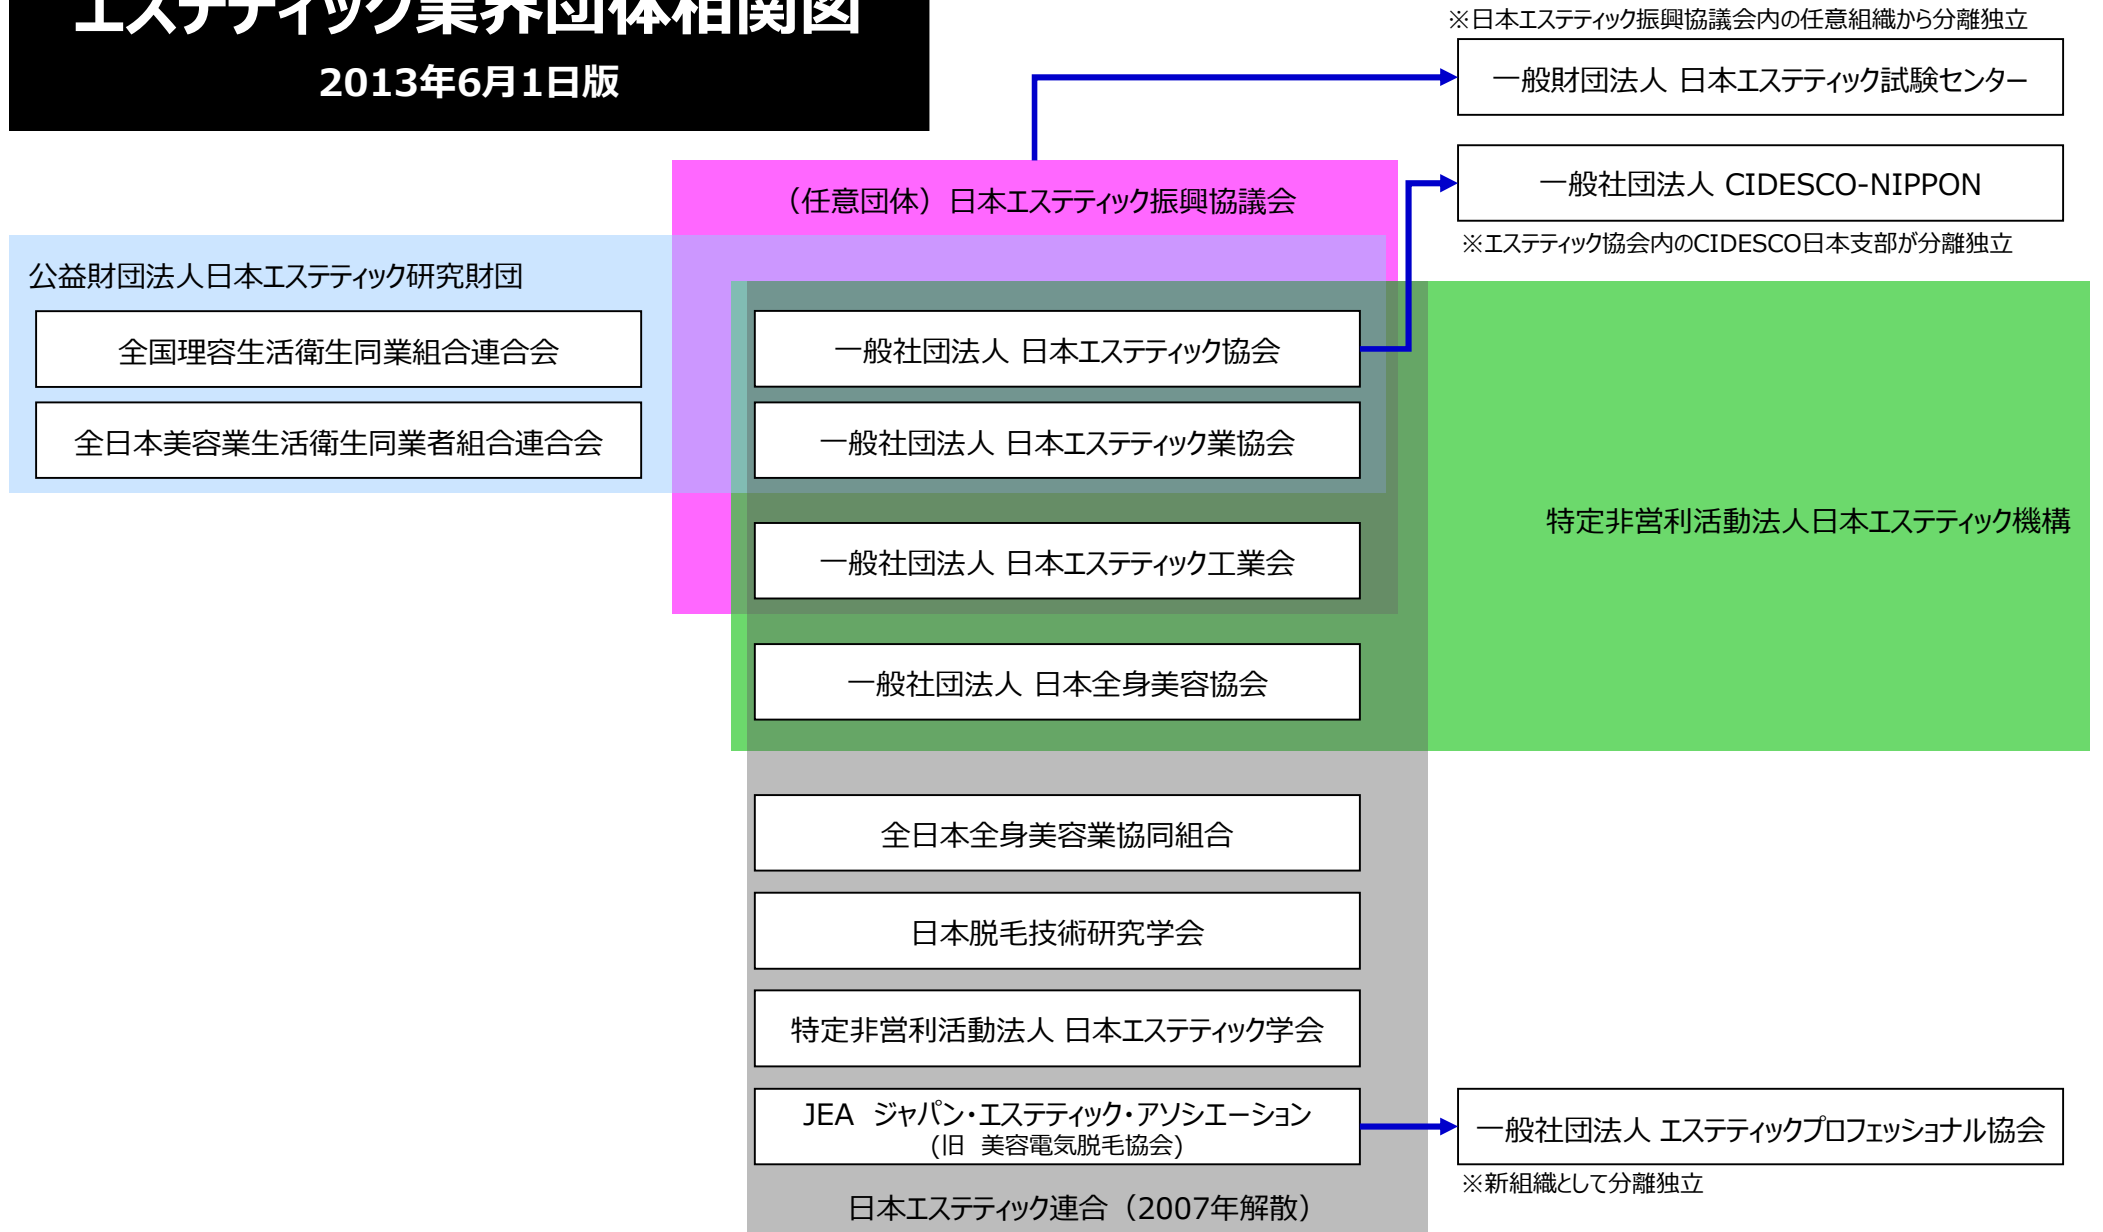 エステティック業界団体相関図
2013年6月1日版
※日本エステティック振興協議会内の任意組織から分離独立
一般財団法人 日本エステティック試験センター
一般社団法人 CIDESCO-NIPPON
※エステティック協会内のCIDESCO日本支部が分離独立
（任意団体）日本エステティック振興協議会
公益財団法人日本エステティック研究財団
全国理容生活衛生同業組合連合会
全日本美容業生活衛生同業者組合連合会
一般社団法人 日本エステティック協会
一般社団法人 日本エステティック業協会
一般社団法人 日本エステティック工業会
一般社団法人 日本全身美容協会
特定非営利活動法人日本エステティック機構
全日本全身美容業協同組合
日本脱毛技術研究学会
特定非営利活動法人 日本エステティック学会
JEA　ジャパン・エステティック・アソシエーション
(旧　美容電気脱毛協会)
一般社団法人 エステティックプロフェッショナル協会
※新組織として分離独立
日本エステティック連合（2007年解散）